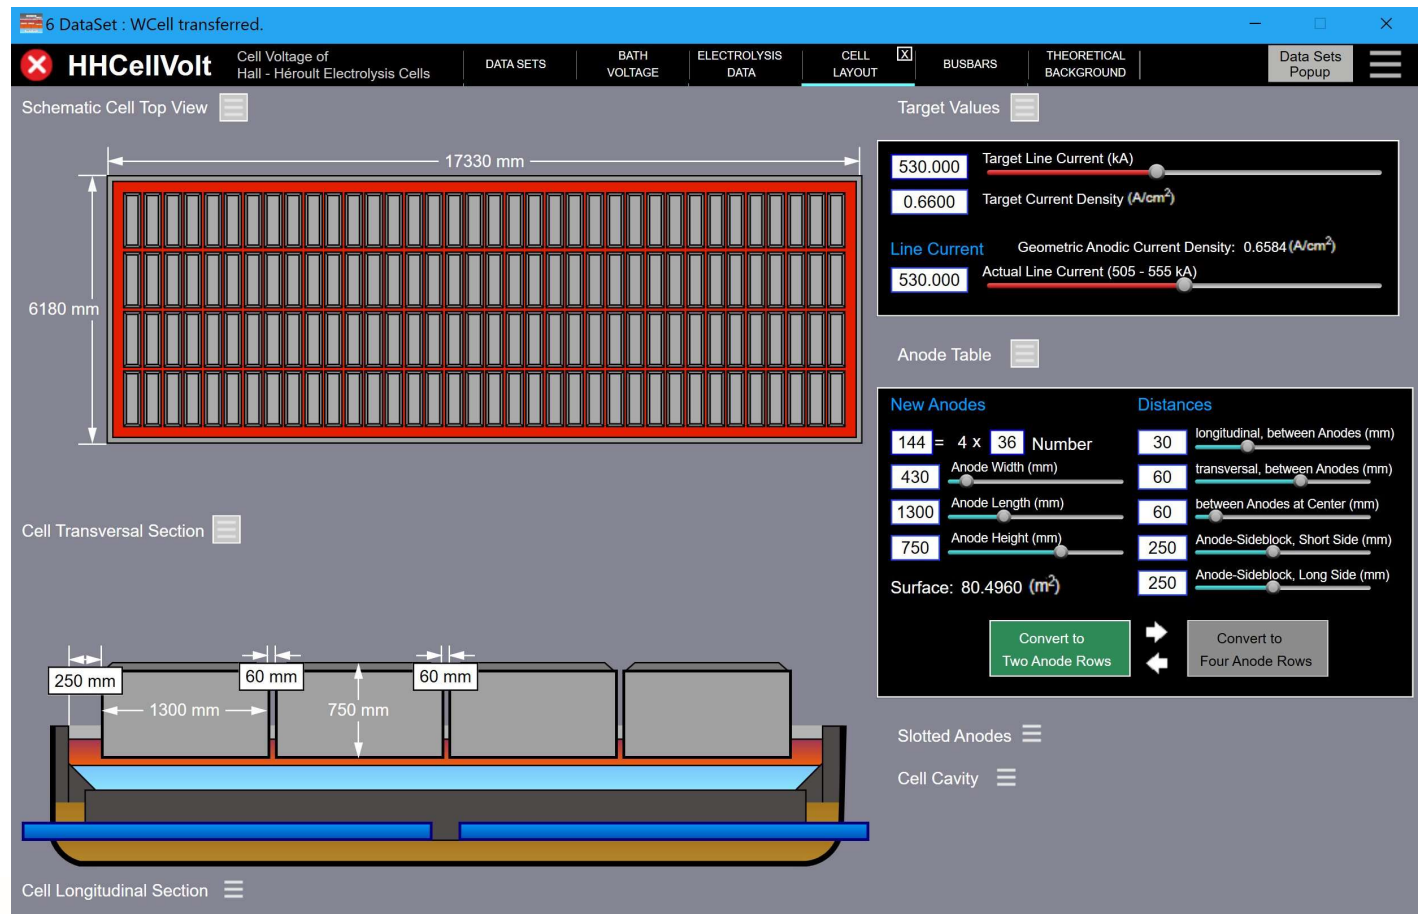 6 DataSet : WCell transferred.
HHCellVolt
Cell Voltage of
Hall - Héroult Electrolysis Cells
DATA SETS
BATH
VOLTAGE
ELECTROLYSIS
DATA
CELL
LAYOUT
X
BUSBARS
THEORETICAL
BACKGROUND
Data Sets
Popup
Schematic Cell Top View
17330 mm
6180 mm
Cell Transversal Section
250 mm
60 mm
60 mm
1300 mm
750 mm
Cell Longitudinal Section
Target Values
530.000 Target Line Current (kA)
0.6600 Target Current Density (A/cm²)
Line Current Geometric Anodic Current Density: 0.6584 (A/cm²)
530.000 Actual Line Current (505 - 555 kA)
Anode Table
New Anodes
144 = 4 x 36 Number
430 Anode Width (mm)
1300 Anode Length (mm)
750 Anode Height (mm)
Surface: 80.4960 (m²)
Distances
30 longitudinal, between Anodes (mm)
60 transversal, between Anodes (mm)
60 between Anodes at Center (mm)
250 Anode-Sideblock, Short Side (mm)
250 Anode-Sideblock, Long Side (mm)
Convert to
Two Anode Rows
Convert to
Four Anode Rows
Slotted Anodes
Cell Cavity